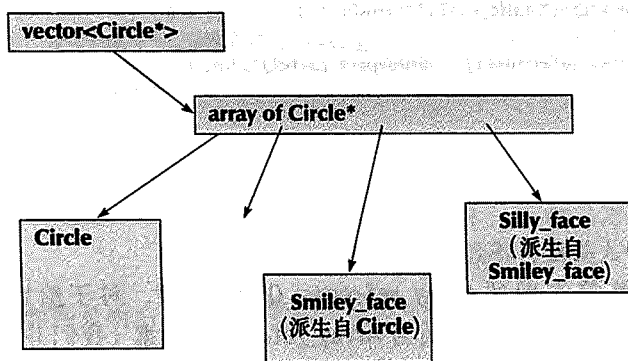 vector<Circle*>
array of Circle*
Circle
Silly_face
(派生自
Smiley_face)
Smiley_face
(派生自 Circle)